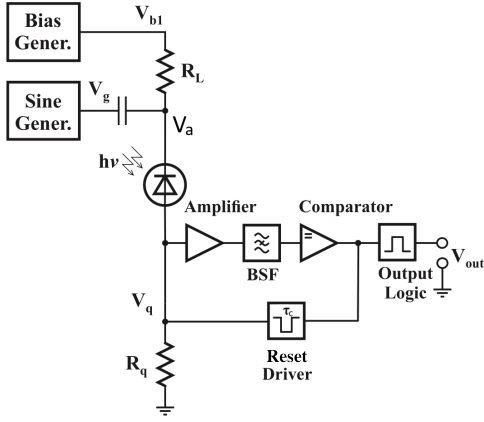 Bias
Gener.
V_b1
R_L
Sine
Gener.
V_g
V_a
hν
Amplifier
Comparator
=
BSF
Output
Logic
V_out
V_q
τ_c
R_q
Reset
Driver